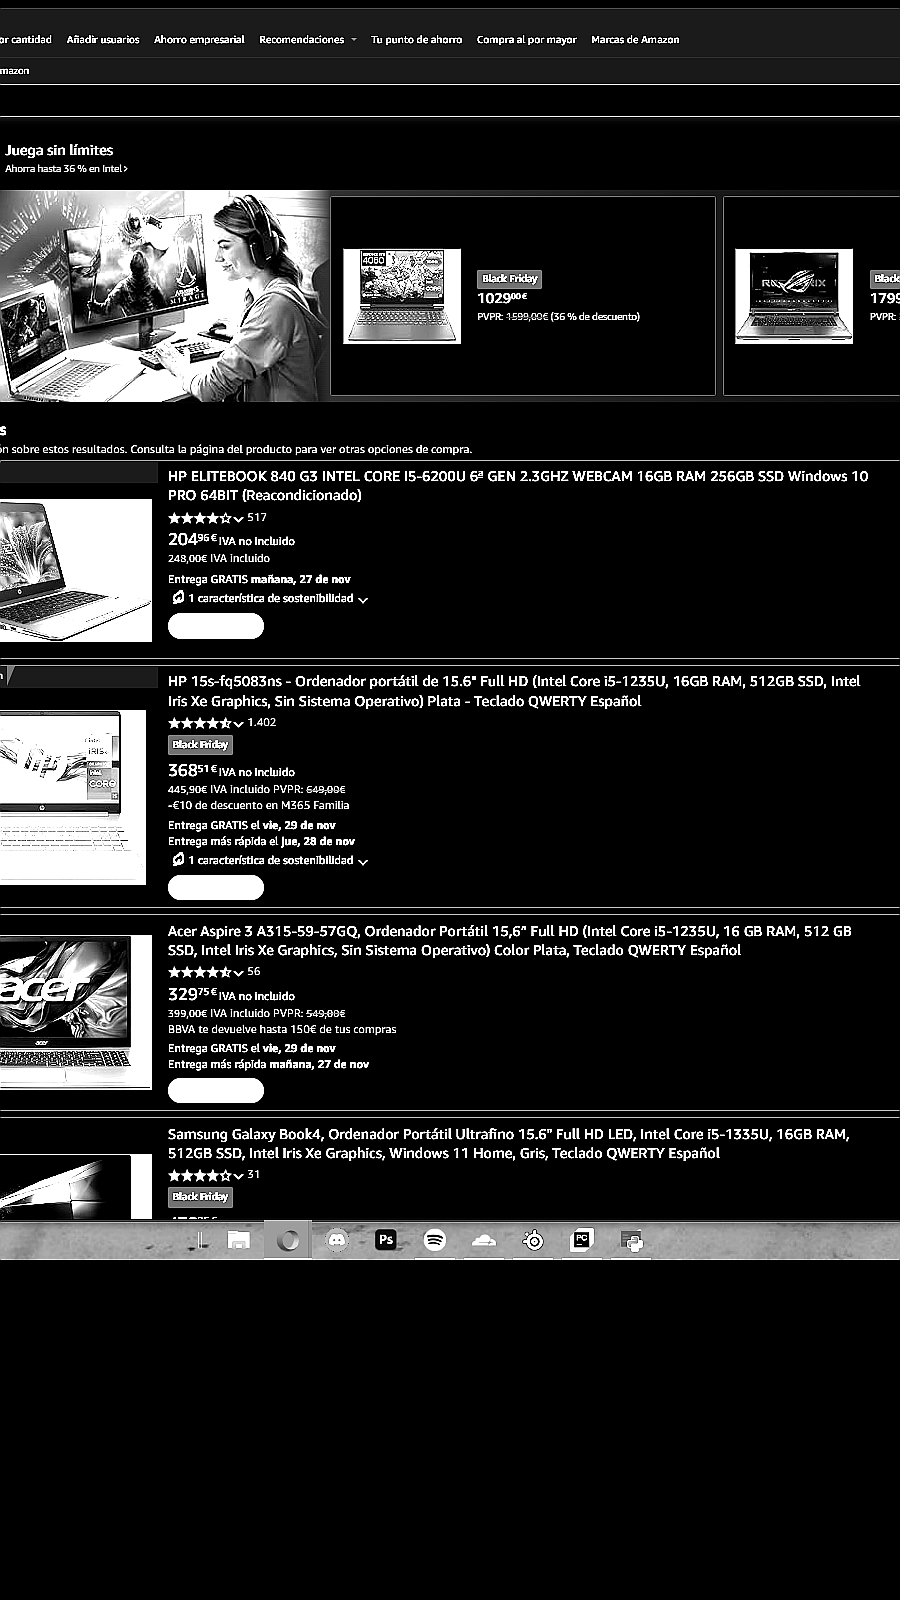 or cantidad Añadir usuarios Ahorro empresarial Recomendaciones Tu punto de ahorro Compra al por mayor Marcas de Amazon
mazon
Juega sin límites
Ahorra hasta 36 % en Intel>
Black Friday
1029⁰⁰€
PVPR: 1599,00€ (36 % de descuento)
1799
PVPR:
s
ón sobre estos resultados. Consulta la página del producto para ver otras opciones de compra.
HP ELITEBOOK 840 G3 INTEL CORE I5-6200U 6ª GEN 2.3GHZ WEBCAM 16GB RAM 256GB SSD Windows 10
PRO 64BIT (Reacondicionado)
517
204⁹⁶€ IVA no incluido
248,00€ IVA incluido
Entrega GRATIS mañana, 27 de nov
1 característica de sostenibilidad
HP 15s-fq5083ns - Ordenador portátil de 15.6" Full HD (Intel Core i5-1235U, 16GB RAM, 512GB SSD, Intel
Iris Xe Graphics, Sin Sistema Operativo) Plata - Teclado QWERTY Español
1.402
Black Friday
368⁵¹€ IVA no incluido
445,90€ IVA incluido PVPR: 649,00€
-€10 de descuento en M365 Familia
Entrega GRATIS el vie, 29 de nov
Entrega más rápida el jue, 28 de nov
1 característica de sostenibilidad
Acer Aspire 3 A315-59-57GQ, Ordenador Portátil 15,6" Full HD (Intel Core i5-1235U, 16 GB RAM, 512 GB
SSD, Intel Iris Xe Graphics, Sin Sistema Operativo) Color Plata, Teclado QWERTY Español
acer
56
329⁷⁵€ IVA no incluido
399,00€ IVA incluido PVPR: 549,00€
BBVA te devuelve hasta 150€ de tus compras
Entrega GRATIS el vie, 29 de nov
Entrega más rápida mañana, 27 de nov
Samsung Galaxy Book4, Ordenador Portátil Ultrafino 15.6" Full HD LED, Intel Core i5-1335U, 16GB RAM,
512GB SSD, Intel Iris Xe Graphics, Windows 11 Home, Gris, Teclado QWERTY Español
31
Black Friday
Ps
PC